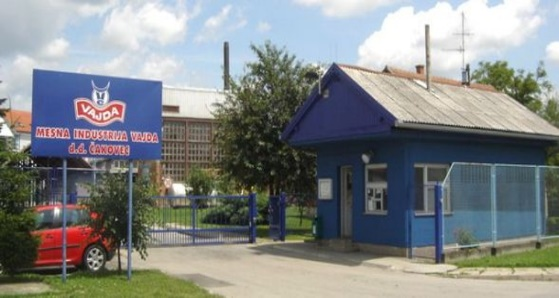 VAJDA
MESNA INDUSTRIJA VAJDA
d.d. ČAKOVEC